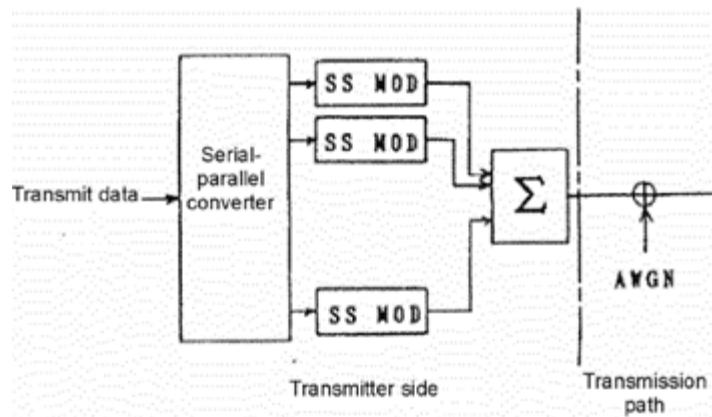 SS MOD
SS MOD
Serial-
parallel
converter
Transmit data
Σ
AWGN
SS MOD
Transmitter side
Transmission
path